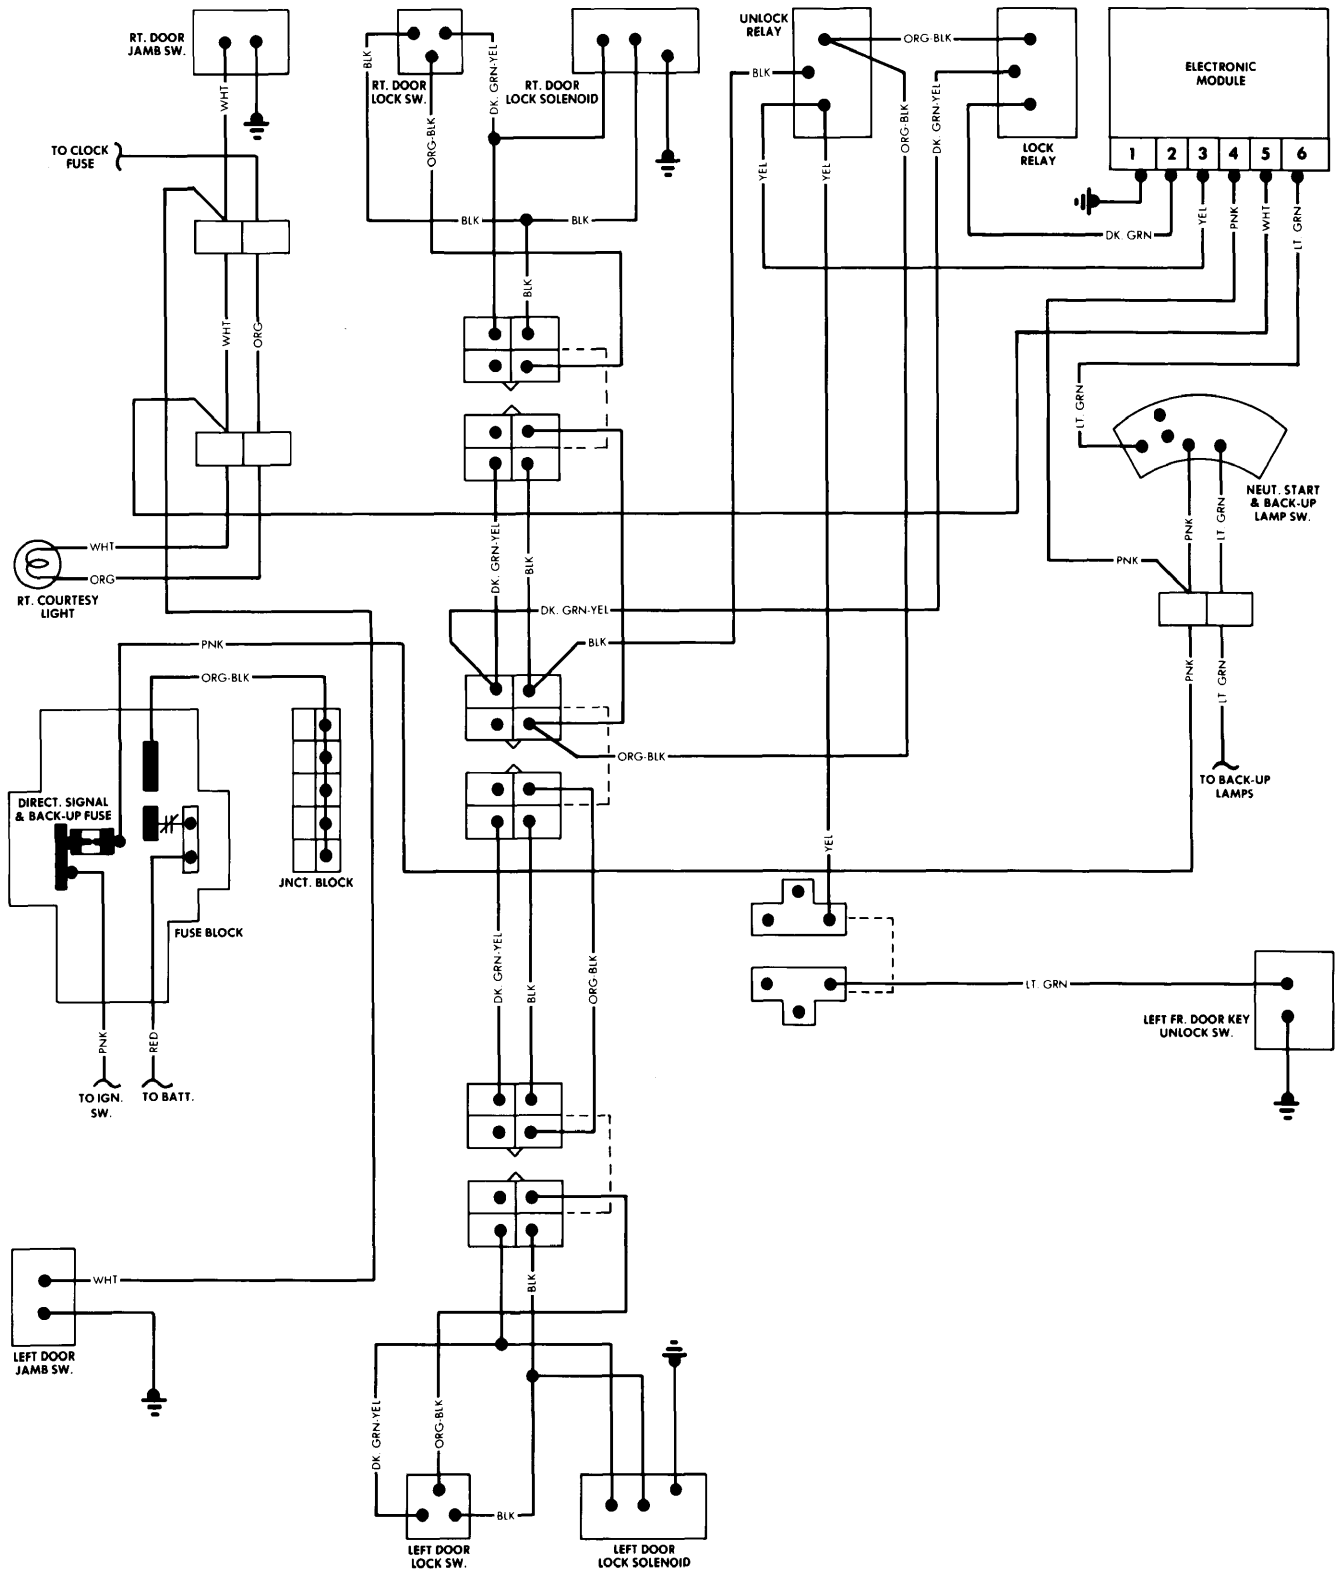 RT. DOOR
JAMB SW.
WHT
TO CLOCK
FUSE
BLK
RT. DOOR
LOCK SW.
DK. GRN-YEL
ORG-BLK
RT. DOOR
LOCK SOLENOID
BLK
BLK
BLK
UNLOCK
RELAY
BLK
ORG-BLK
ORG-BLK
DK. GRN-YEL
YEL
YEL
LOCK
RELAY
ELECTRONIC
MODULE
1 2 3 4 5 6
DK. GRN
YEL
PNK
WHT
LT GRN
WHT
ORG
WHT
ORG
RT. COURTESY
LIGHT
DK. GRN-YEL
BLK
DK. GRN-YEL
BLK
ORG-BLK
LT. GRN
NEUT. START
& BACK-UP
LAMP SW.
PNK
LT. GRN
PNK
PNK
LT GRN
TO BACK-UP
LAMPS
PNK
ORG-BLK
DIRECT. SIGNAL
& BACK-UP FUSE
JNCT. BLOCK
FUSE BLOCK
PNK
RED
TO IGN.
SW.
TO BATT.
DK. GRN-YEL
BLK
ORG-BLK
YEL
LT. GRN
LEFT FR. DOOR KEY
UNLOCK SW.
WHT
LEFT DOOR
JAMB SW.
BLK
DK. GRN-YEL
ORG-BLK
BLK
LEFT DOOR
LOCK SW.
LEFT DOOR
LOCK SOLENOID